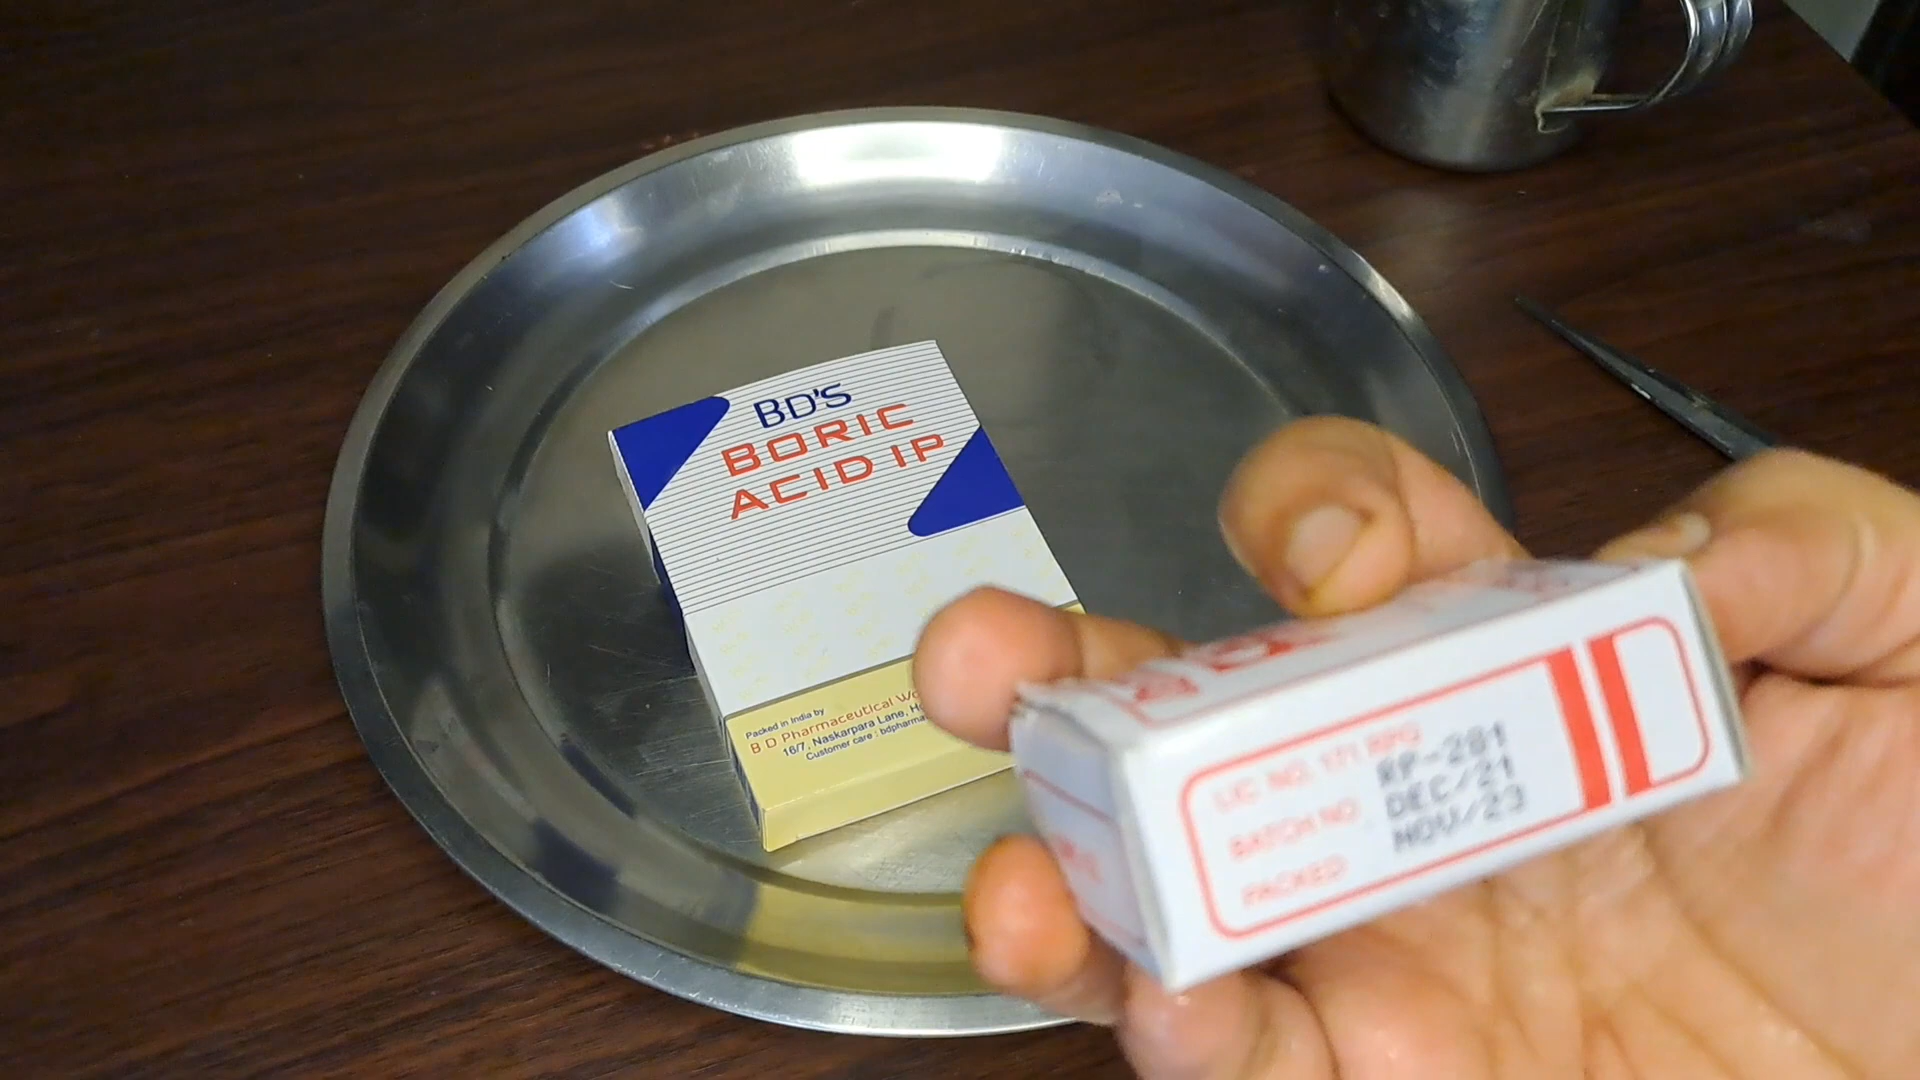 BD'S
BORIC
ACID IP
Packed in India by
B D Pharmaceutical Wo
16/7, Naskarpara Lane, Ho
Customer care : bdpharma
LIC NO. 171
RP-281
BATCH NO.
DEC/21
PACKED
NOV/23